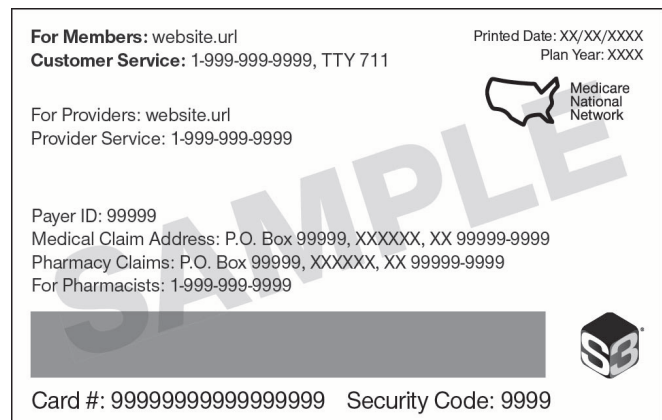 For Members: website.url
Customer Service: 1-999-999-9999, TTY 711
Printed Date: XX/XX/XXXX
Plan Year: XXXX
Medicare
National
Network
For Providers: website.url
Provider Service: 1-999-999-9999
SAMPLE
Payer ID: 99999
Medical Claim Address: P.O. Box 99999, XXXXXX, XX 99999-9999
Pharmacy Claims: P.O. Box 99999, XXXXXX, XX 99999-9999
For Pharmacists: 1-999-999-9999
S3
Card #: 99999999999999999 Security Code: 9999